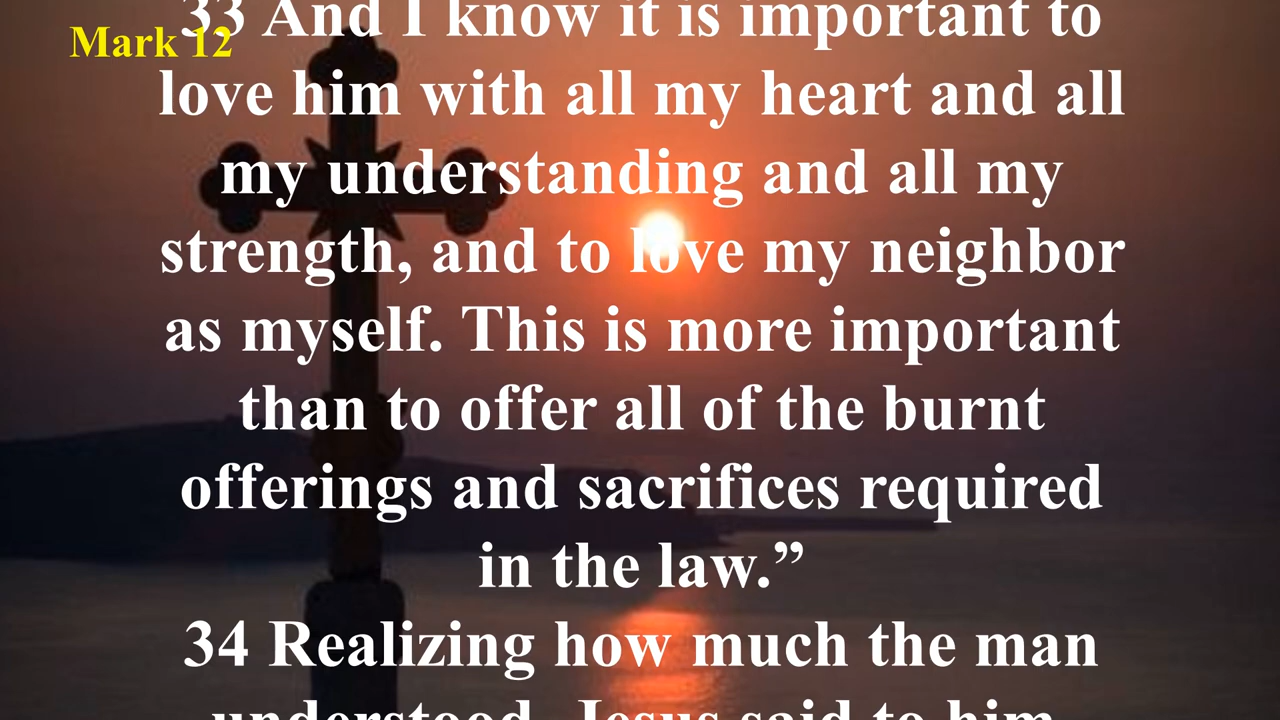 Mark 12
33 And I know it is important to
love him with all my heart and all
my understanding and all my
strength, and to love my neighbor
as myself. This is more important
than to offer all of the burnt
offerings and sacrifices required
in the law.”
34 Realizing how much the man
understood, Jesus said to him,